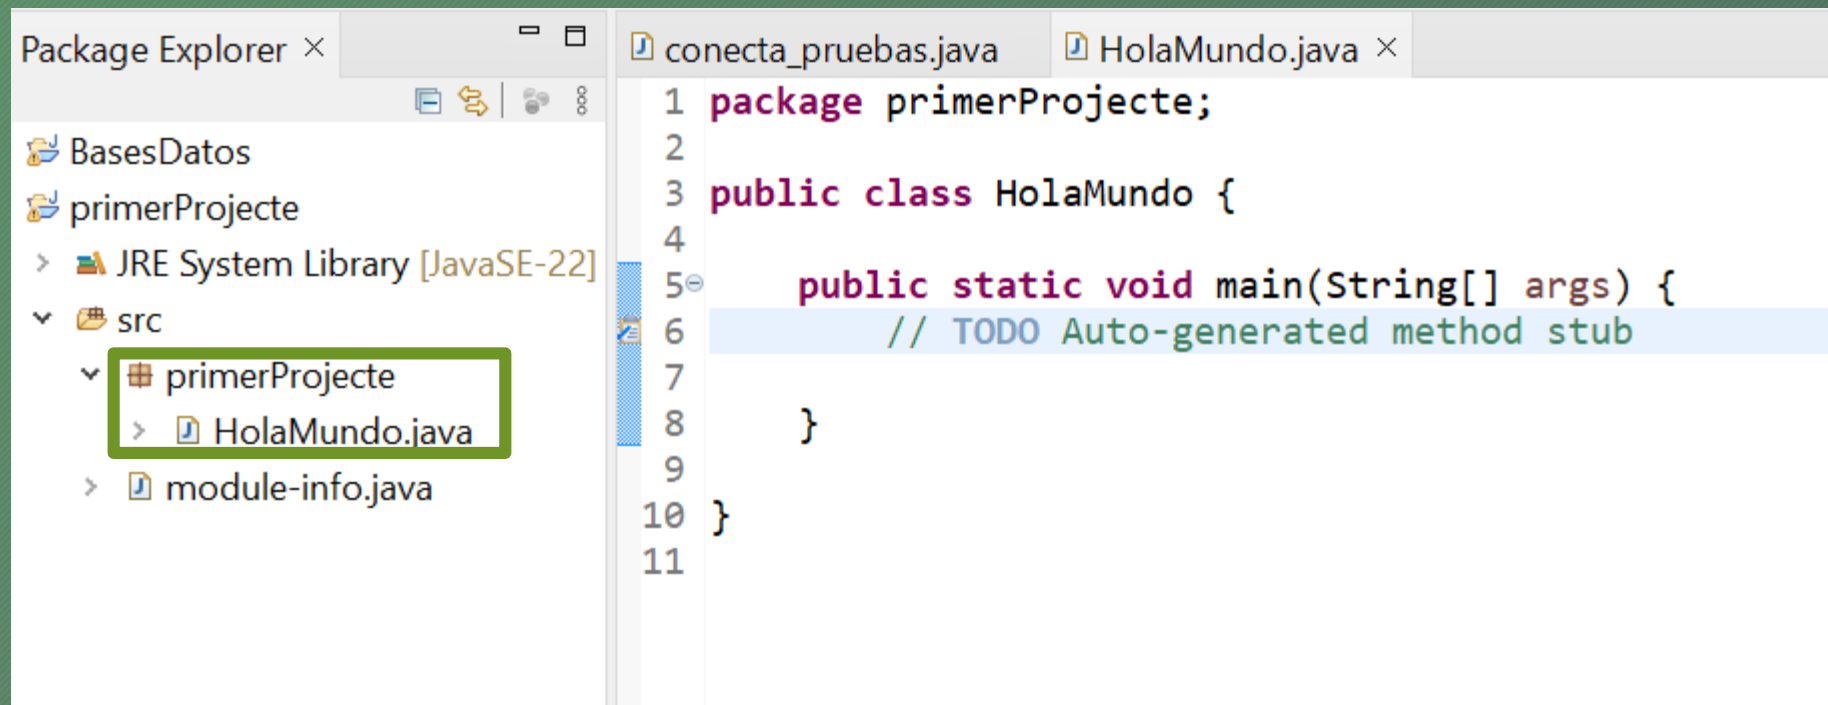 Package Explorer
BasesDatos
primerProjecte
JRE System Library [JavaSE-22]
src
primerProjecte
HolaMundo.java
module-info.java
conecta_pruebas.java
HolaMundo.java
1 package primerProjecte;
2
3 public class HolaMundo {
4
5 public static void main(String[] args) {
6 // TODO Auto-generated method stub
7
8 }
9
10 }
11